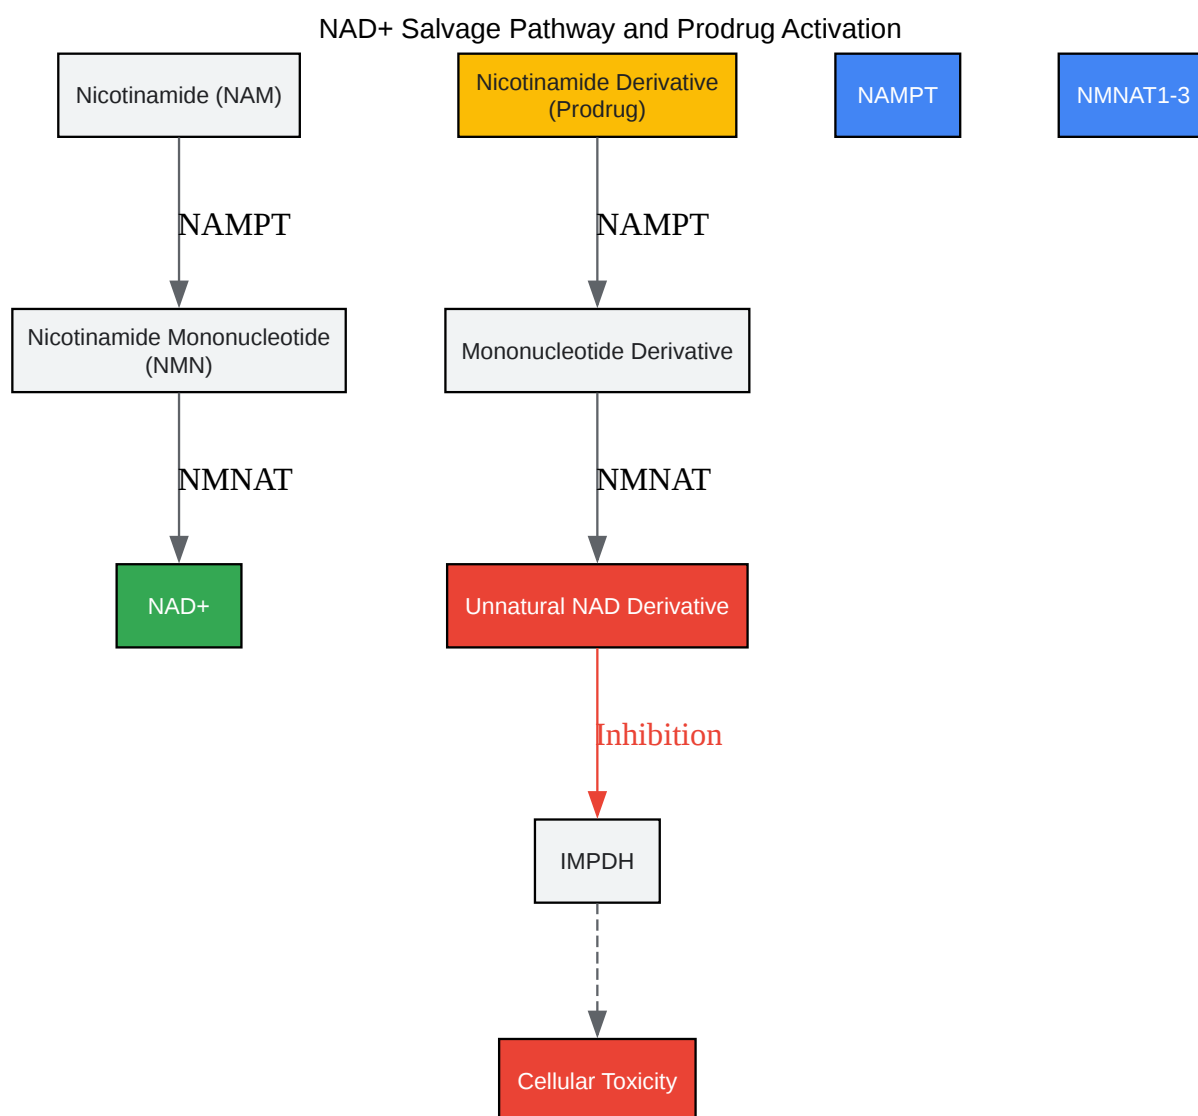 NAD+ Salvage Pathway and Prodrug Activation
Nicotinamide (NAM)
Nicotinamide Derivative
(Prodrug)
NAMPT
NMNAT1-3
NAMPT
NAMPT
Nicotinamide Mononucleotide
(NMN)
Mononucleotide Derivative
NMNAT
NMNAT
NAD+
Unnatural NAD Derivative
Inhibition
IMPDH
Cellular Toxicity